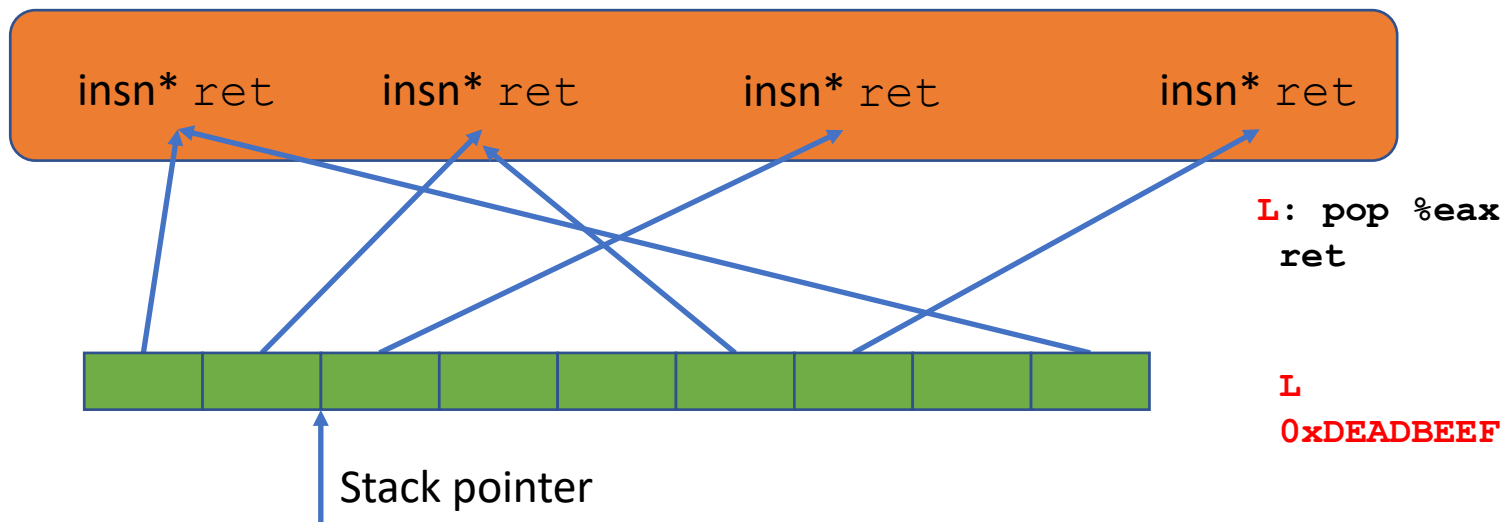 insn* ret insn* ret insn* ret insn* ret
L: pop %eax
ret
L
0xDEADBEEF
Stack pointer